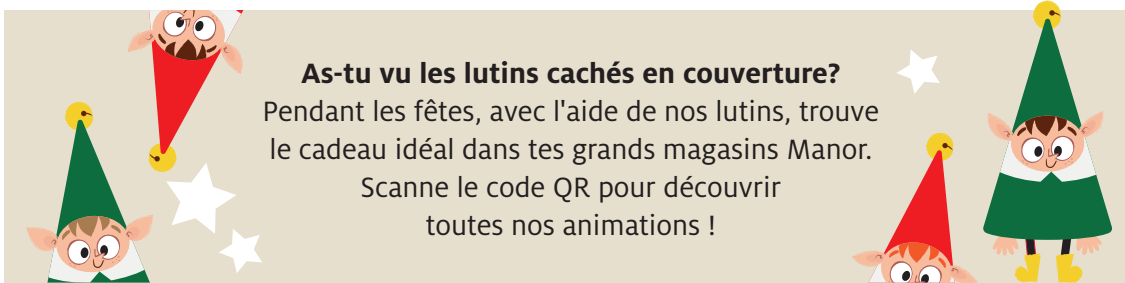 As-tu vu les lutins cachés en couverture?
Pendant les fêtes, avec l'aide de nos lutins, trouve
le cadeau idéal dans tes grands magasins Manor.
Scanne le code QR pour découvrir
toutes nos animations !